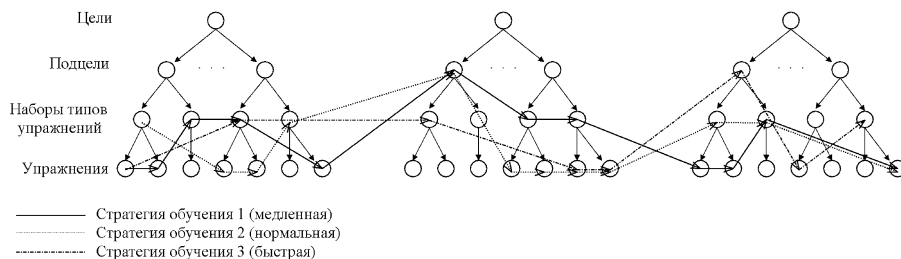 Цели
Подцели
. . .
. . .
. . .
Наборы типов
упражнений
Упражнения
Стратегия обучения 1 (медленная)
Стратегия обучения 2 (нормальная)
Стратегия обучения 3 (быстрая)